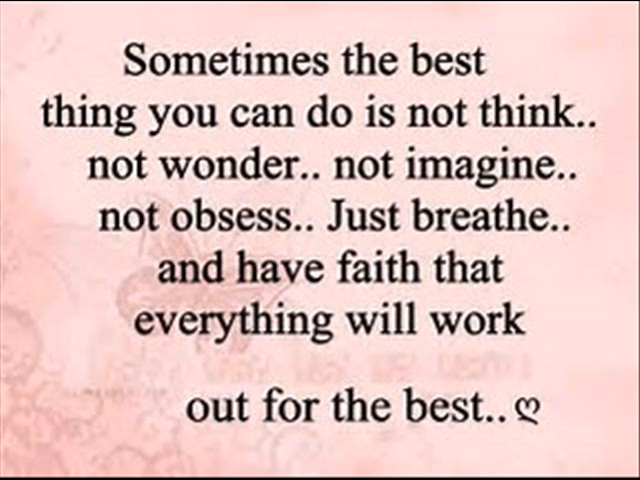 Sometimes the best
thing you can do is not think..
not wonder.. not imagine..
not obsess.. Just breathe..
and have faith that
everything will work
out for the best.. ღ